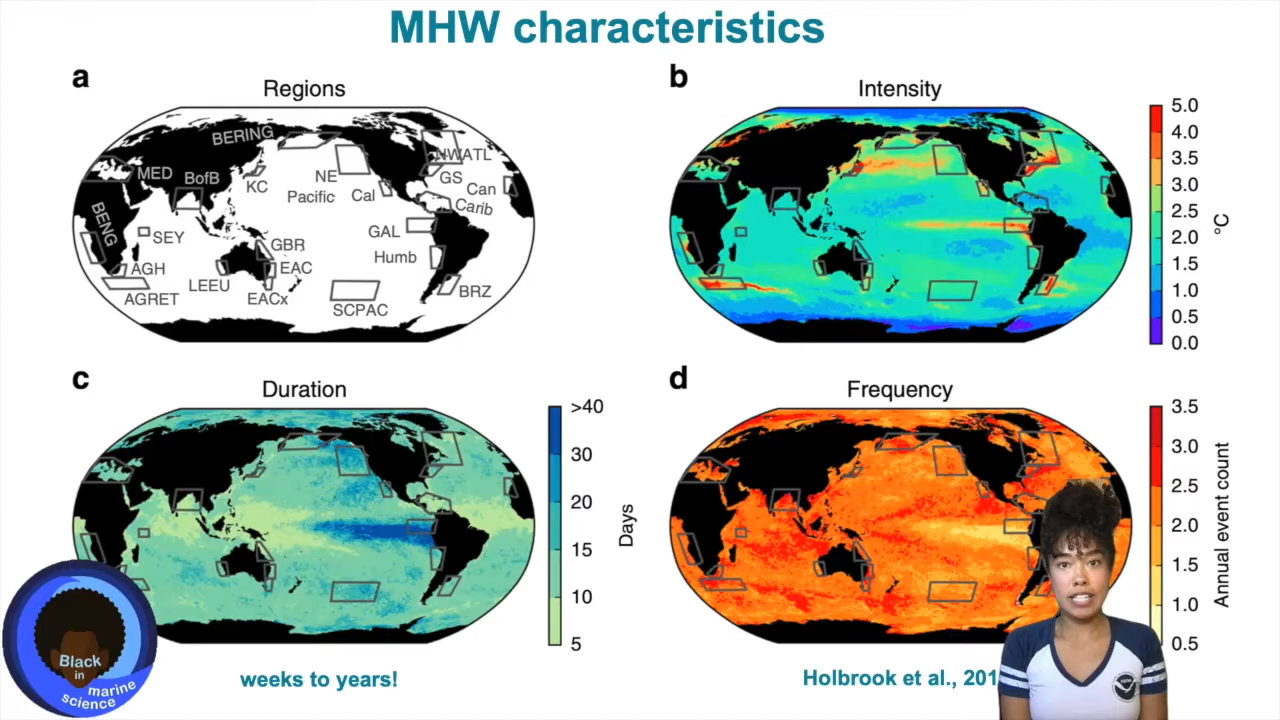 MHW characteristics
a
Regions
BERING
NWATL
MED
BofB
KC
NE
Pacific
Cal
GS
Can
Carib
BENG
SEY
GAL
GBR
Humb
AGH
EAC
LEEU
AGRET
EACx
SCPAC
BRZ
b
Intensity
5.0
4.0
3.5
3.0
2.5
2.0
1.5
1.0
0.5
0.0
°C
c
Duration
>40
30
20
15
10
5
Days
d
Frequency
3.5
3.0
2.5
2.0
1.5
1.0
0.5
Annual event count
Black
in
marine
science
weeks to years!
Holbrook et al., 201